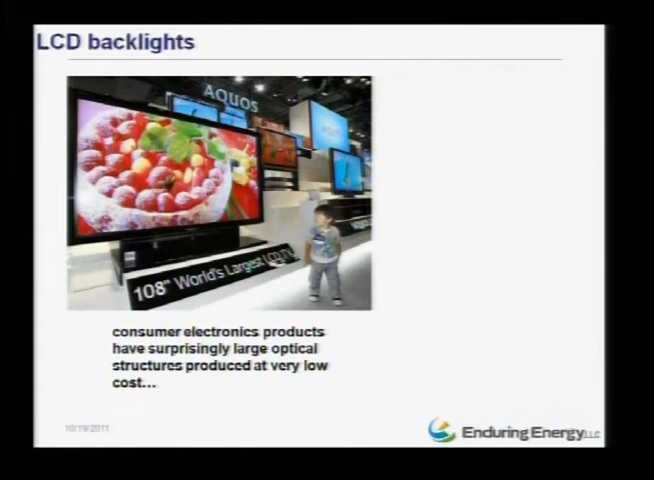 LCD backlights
AQUOS
108" World's Largest LCD TV
consumer electronics products
have surprisingly large optical
structures produced at very low
cost...
10/19/2011
Enduring Energy, LLC